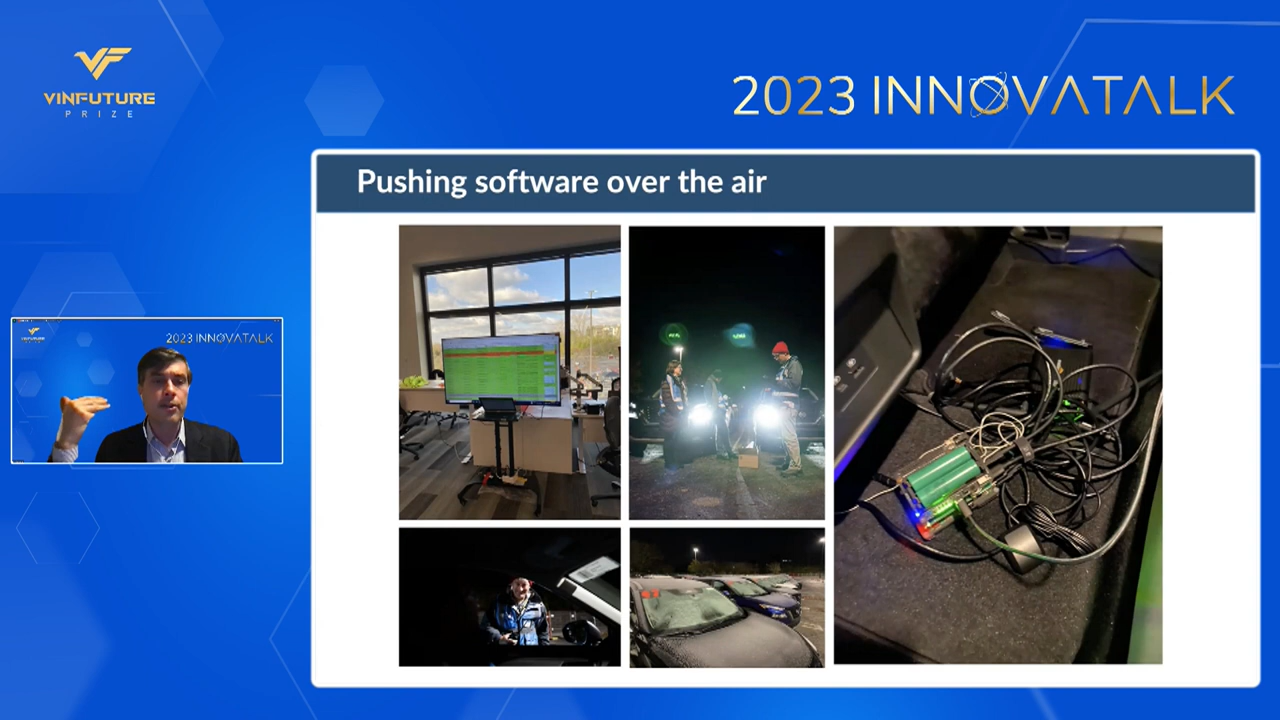 VINFUTURE
PRIZE
2023 INNOVATALK
Pushing software over the air
2023 INNOVATALK